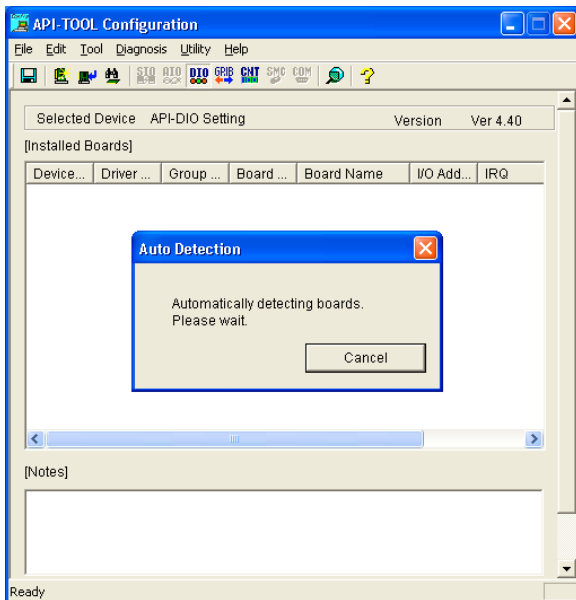 API-TOOL Configuration
File Edit Tool Diagnosis Utility Help
SIO AIO DIO GPIB CNT SMC COM
Selected Device API-DIO Setting Version Ver 4.40
[Installed Boards]
Device... Driver ... Group ... Board ... Board Name I/O Add... IRQ
Auto Detection
Automatically detecting boards.
Please wait.
Cancel
[Notes]
Ready